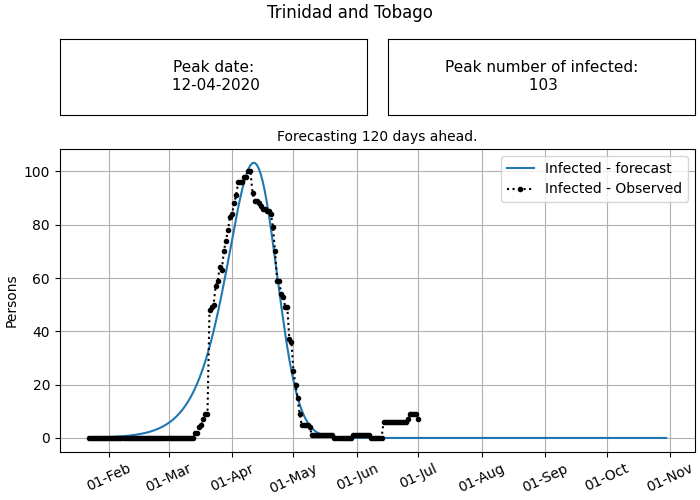 Trinidad and Tobago
Peak date:
12-04-2020
Peak number of infected:
103
Forecasting 120 days ahead.
Infected - forecast
Infected - Observed
Persons
100
80
60
40
20
0
01-Feb
01-Mar
01-Apr
01-May
01-Jun
01-Jul
01-Aug
01-Sep
01-Oct
01-Nov